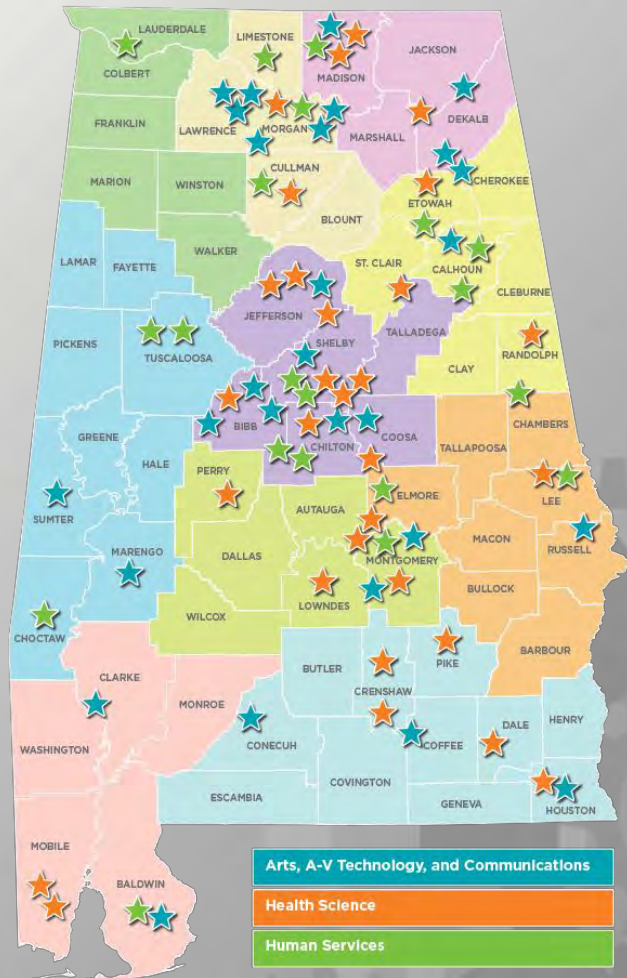 LAUDERDALE
LIMESTONE
MADISON
JACKSON
COLBERT
FRANKLIN
LAWRENCE
MORGAN
MARSHALL
DEKALB
CULLMAN
CHEROKEE
MARION
WINSTON
ETOWAH
BLOUNT
WALKER
LAMAR
FAYETTE
ST. CLAIR
CALHOUN
CLEBURNE
JEFFERSON
SHELBY
TALLADEGA
PICKENS
TUSCALOOSA
RANDOLPH
CLAY
BIBB
CHILTON
COOSA
TALLAPOOSA
CHAMBERS
GREENE
HALE
PERRY
AUTAUGA
ELMORE
LEE
SUMTER
MARENGO
DALLAS
MONTGOMERY
MACON
RUSSELL
LOWNDES
BULLOCK
WILCOX
CHOCTAW
BARBOUR
CLARKE
BUTLER
PIKE
CRENSHAW
MONROE
WASHINGTON
CONECUH
COFFEE
DALE
HENRY
ESCAMBIA
COVINGTON
GENEVA
HOUSTON
MOBILE
BALDWIN
Arts, A-V Technology, and Communications
Health Science
Human Services